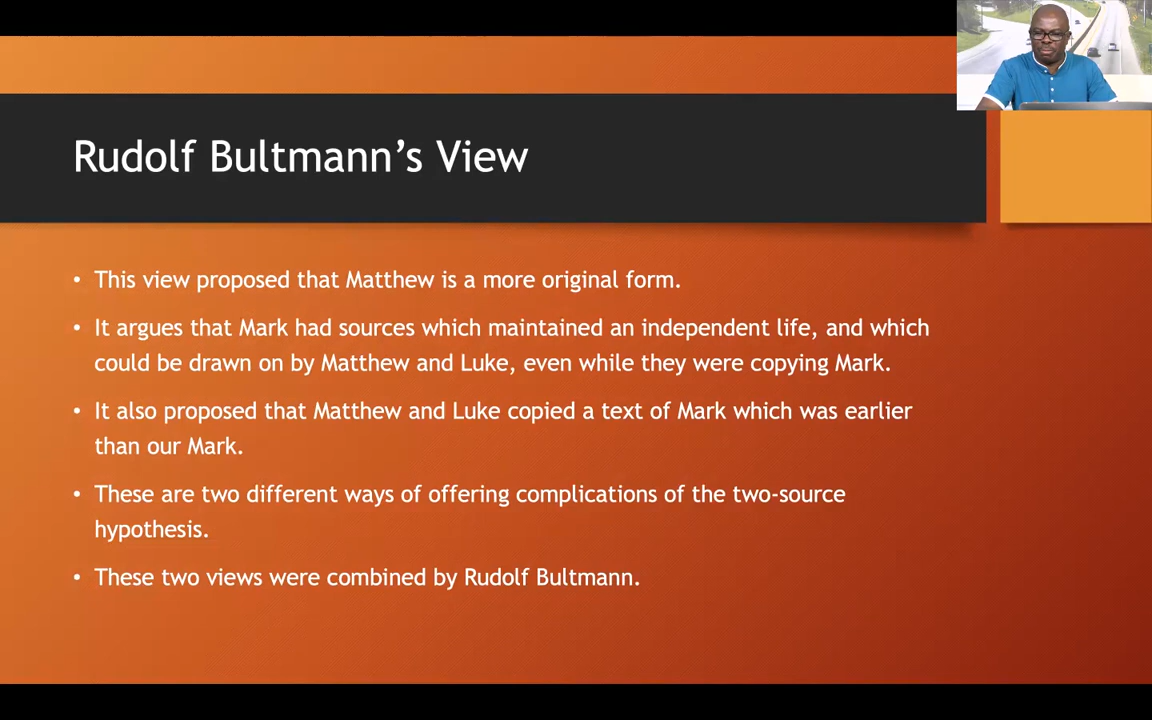 Rudolf Bultmann’s View
• This view proposed that Matthew is a more original form.
• It argues that Mark had sources which maintained an independent life, and which
could be drawn on by Matthew and Luke, even while they were copying Mark.
• It also proposed that Matthew and Luke copied a text of Mark which was earlier
than our Mark.
• These are two different ways of offering complications of the two-source
hypothesis.
• These two views were combined by Rudolf Bultmann.